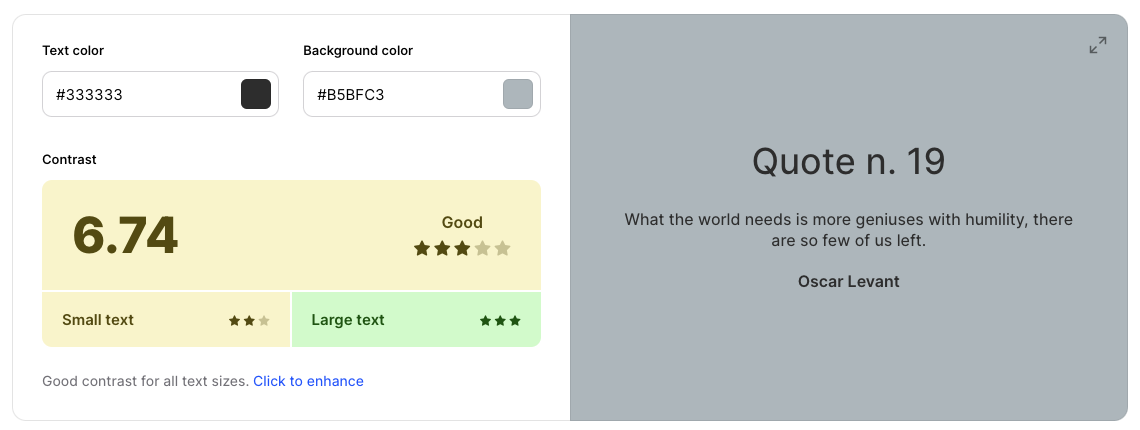 Text color
Background color
#333333
#B5BFC3
Contrast
6.74
Good
Small text
Large text
Good contrast for all text sizes. Click to enhance
Quote n. 19
What the world needs is more geniuses with humility, there
are so few of us left.
Oscar Levant